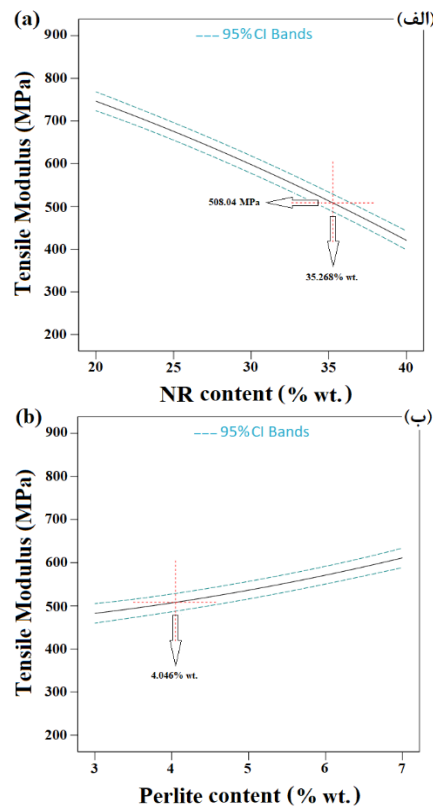 (a)
(الف)
--- 95%CI Bands
900
800
700
600
500
400
300
200
Tensile Modulus (MPa)
508.04 MPa
35.268% wt.
20
25
30
35
40
NR content (% wt.)
(b)
(ب)
--- 95%CI Bands
900
800
700
600
500
400
300
200
Tensile Modulus (MPa)
4.046% wt.
3
4
5
6
7
Perlite content (% wt.)